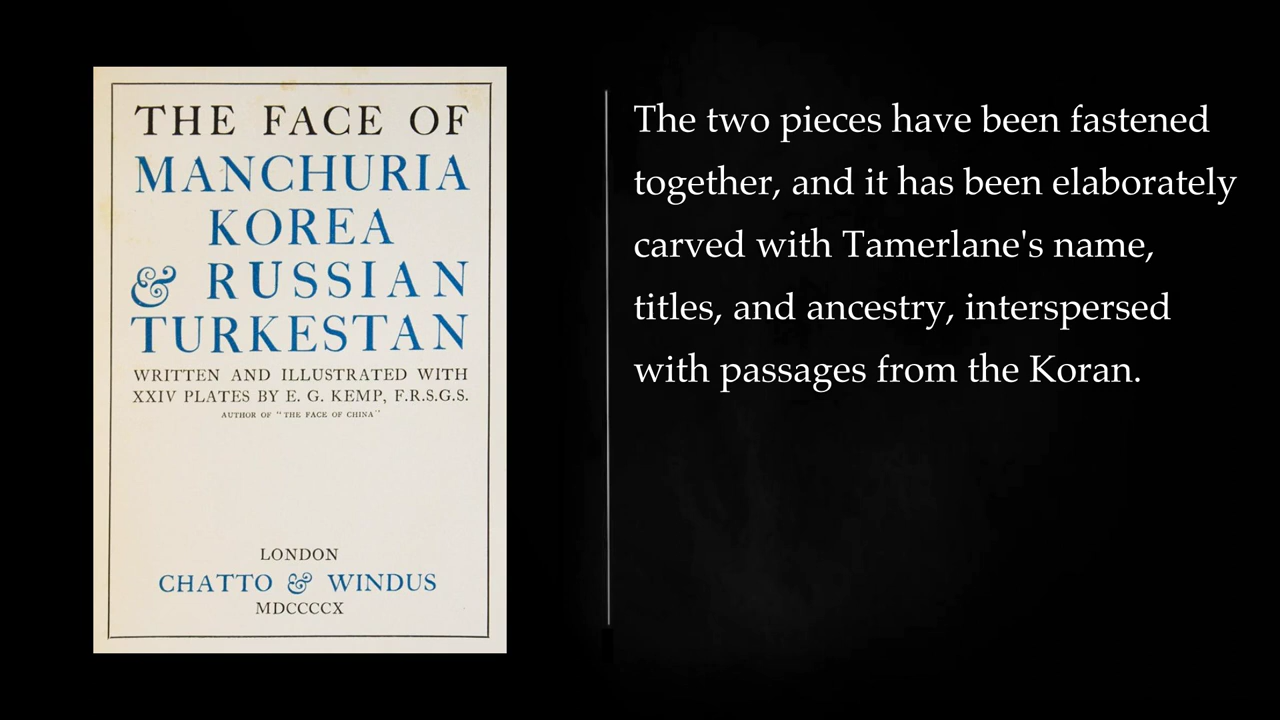 THE FACE OF
MANCHURIA
KOREA
& RUSSIAN
TURKESTAN
WRITTEN AND ILLUSTRATED WITH
XXIV PLATES BY E. G. KEMP, F.R.S.G.S.
AUTHOR OF "THE FACE OF CHINA"
LONDON
CHATTO & WINDUS
MDCCCCX
The two pieces have been fastened
together, and it has been elaborately
carved with Tamerlane's name,
titles, and ancestry, interspersed
with passages from the Koran.